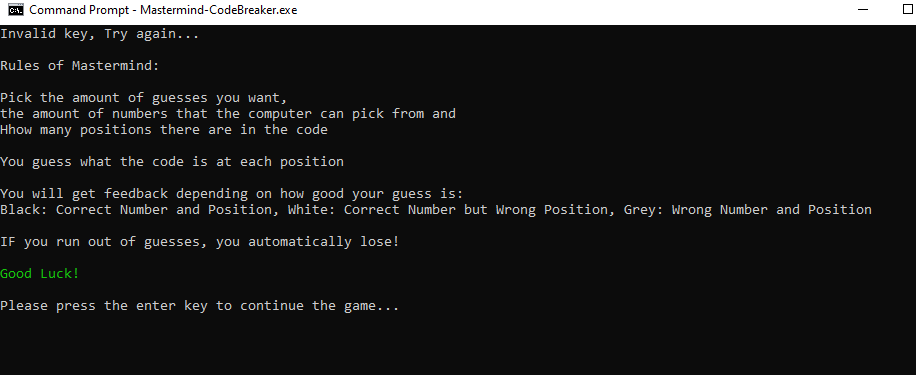 Command Prompt - Mastermind-CodeBreaker.exe
Invalid key, Try again...
Rules of Mastermind:
Pick the amount of guesses you want,
the amount of numbers that the computer can pick from and
Hhow many positions there are in the code
You guess what the code is at each position
You will get feedback depending on how good your guess is:
Black: Correct Number and Position, White: Correct Number but Wrong Position, Grey: Wrong Number and Position
IF you run out of guesses, you automatically lose!
Good Luck!
Please press the enter key to continue the game...